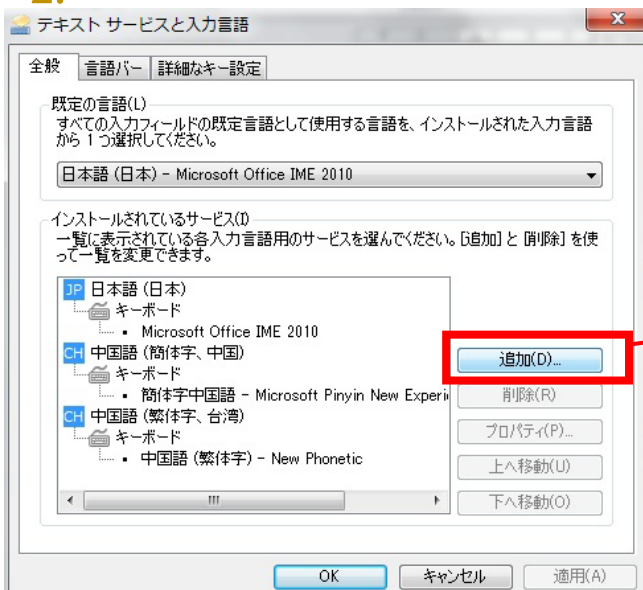 2.
テキスト サービスと入力言語
全般
言語バー
詳細なキー設定
既定の言語(L)
すべての入力フィールドの既定言語として使用する言語を、インストールされた入力言語
から 1 つ選択してください。
日本語 (日本) - Microsoft Office IME 2010
インストールされているサービス(I)
一覧に表示されている各入力言語用のサービスを選んでください。[追加] と [削除] を使
って一覧を変更できます。
JP 日本語 (日本)
キーボード
• Microsoft Office IME 2010
CH 中国語 (簡体字、中国)
キーボード
• 簡体字中国語 - Microsoft Pinyin New Experi
CH 中国語 (繁体字、台湾)
キーボード
• 中国語 (繁体字) - New Phonetic
追加(D)...
削除(R)
プロパティ(P)...
上へ移動(U)
下へ移動(O)
OK
キャンセル
適用(A)